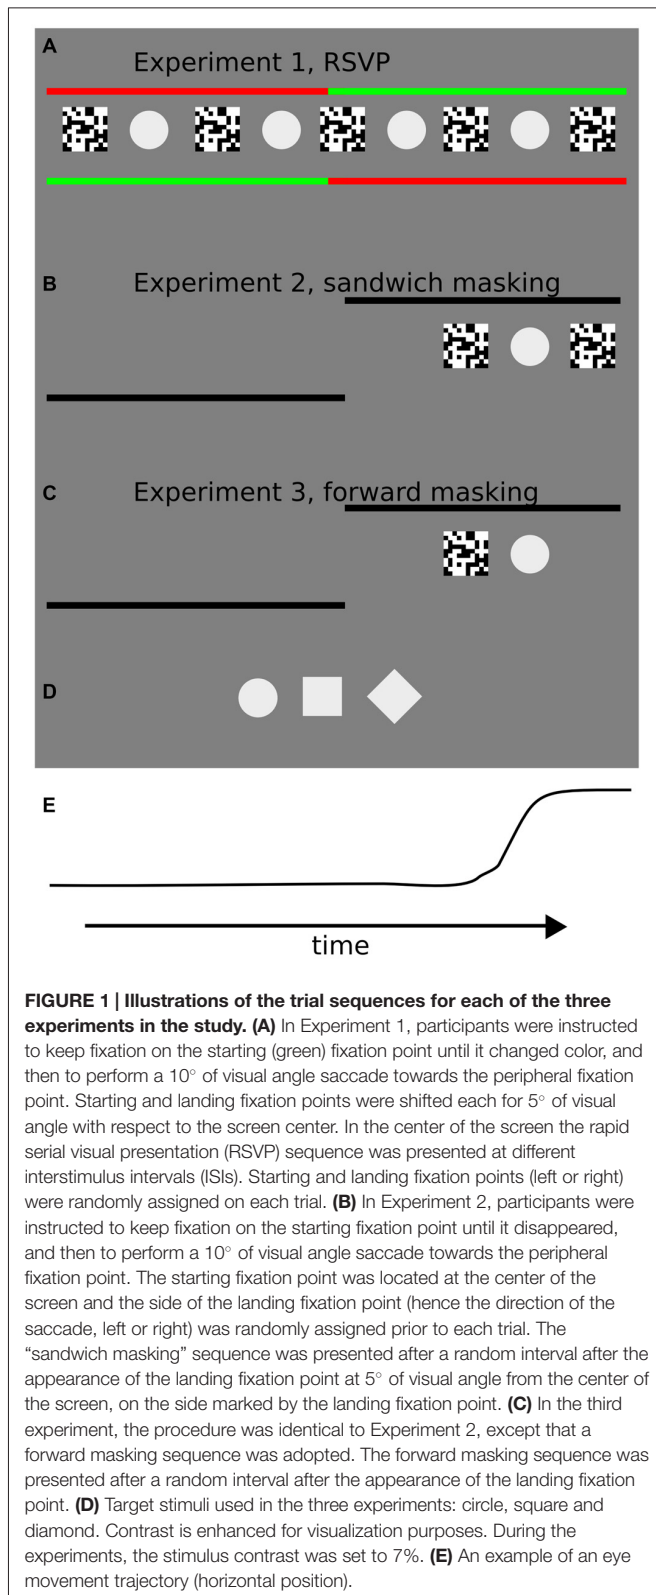 A
Experiment 1, RSVP
B
Experiment 2, sandwich masking
C
Experiment 3, forward masking
D
E
time
FIGURE 1 | Illustrations of the trial sequences for each of the three
experiments in the study. (A) In Experiment 1, participants were instructed
to keep fixation on the starting (green) fixation point until it changed color, and
then to perform a 10° of visual angle saccade towards the peripheral fixation
point. Starting and landing fixation points were shifted each for 5° of visual
angle with respect to the screen center. In the center of the screen the rapid
serial visual presentation (RSVP) sequence was presented at different
interstimulus intervals (ISIs). Starting and landing fixation points (left or right)
were randomly assigned on each trial. (B) In Experiment 2, participants were
instructed to keep fixation on the starting fixation point until it disappeared,
and then to perform a 10° of visual angle saccade towards the peripheral
fixation point. The starting fixation point was located at the center of the
screen and the side of the landing fixation point (hence the direction of the
saccade, left or right) was randomly assigned prior to each trial. The
“sandwich masking” sequence was presented after a random interval after the
appearance of the landing fixation point at 5° of visual angle from the center of
the screen, on the side marked by the landing fixation point. (C) In the third
experiment, the procedure was identical to Experiment 2, except that a
forward masking sequence was adopted. The forward masking sequence was
presented after a random interval after the appearance of the landing fixation
point. (D) Target stimuli used in the three experiments: circle, square and
diamond. Contrast is enhanced for visualization purposes. During the
experiments, the stimulus contrast was set to 7%. (E) An example of an eye
movement trajectory (horizontal position).